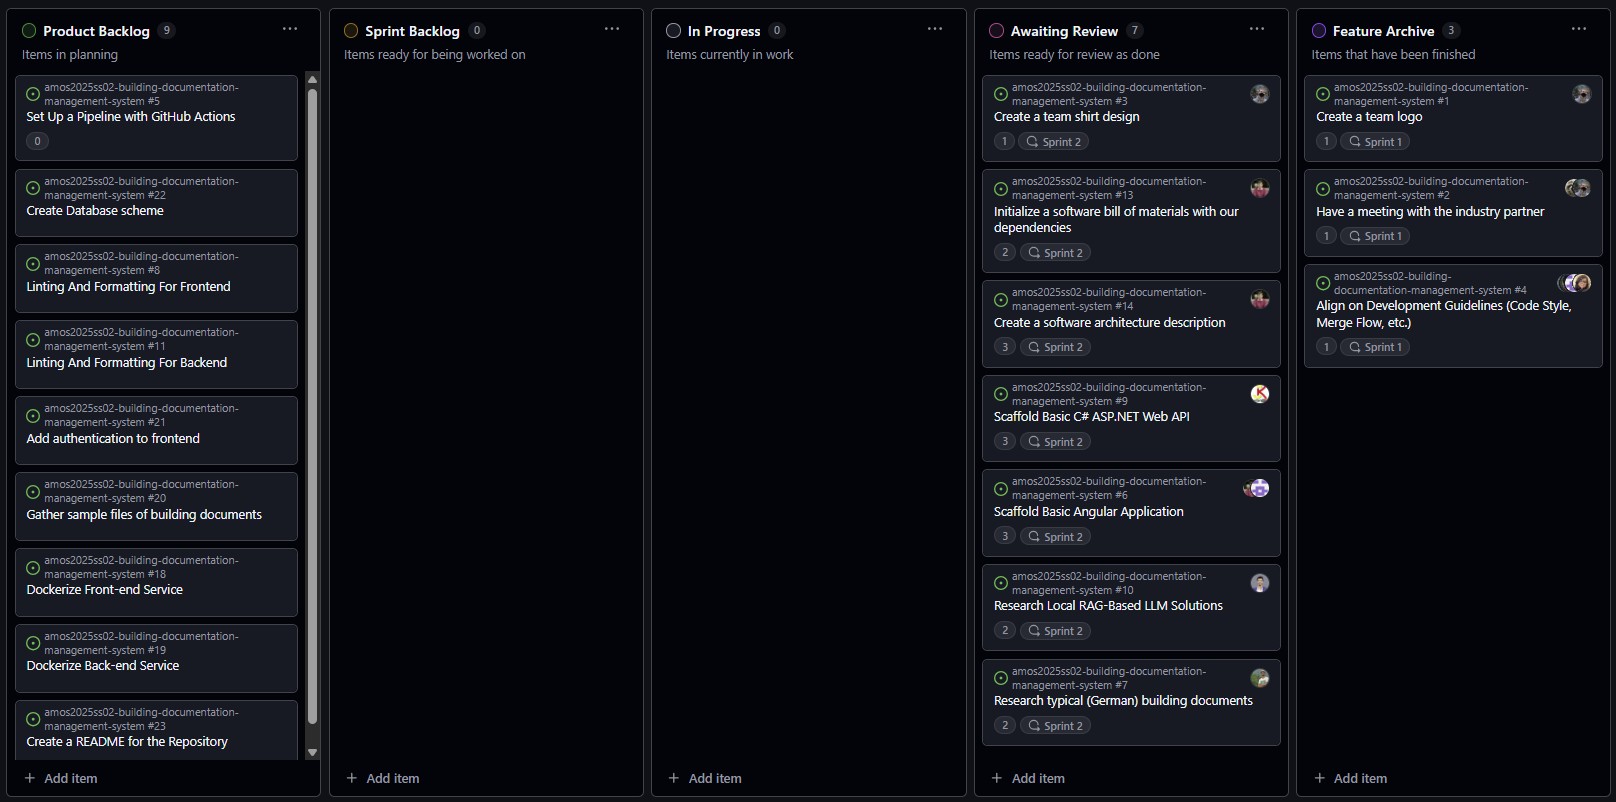 Product Backlog 9
Items in planning
amos2025ss02-building-documentation-
management-system #5
Set Up a Pipeline with GitHub Actions
0
amos2025ss02-building-documentation-
management-system #22
Create Database scheme
amos2025ss02-building-documentation-
management-system #8
Linting And Formatting For Frontend
amos2025ss02-building-documentation-
management-system #11
Linting And Formatting For Backend
amos2025ss02-building-documentation-
management-system #21
Add authentication to frontend
amos2025ss02-building-documentation-
management-system #20
Gather sample files of building documents
amos2025ss02-building-documentation-
management-system #18
Dockerize Front-end Service
amos2025ss02-building-documentation-
management-system #19
Dockerize Back-end Service
amos2025ss02-building-documentation-
management-system #23
Create a README for the Repository
+ Add item
Sprint Backlog 0
Items ready for being worked on
+ Add item
In Progress 0
Items currently in work
+ Add item
Awaiting Review 7
Items ready for review as done
amos2025ss02-building-documentation-
management-system #3
Create a team shirt design
1 Sprint 2
amos2025ss02-building-documentation-
management-system #13
Initialize a software bill of materials with our
dependencies
2 Sprint 2
amos2025ss02-building-documentation-
management-system #14
Create a software architecture description
3 Sprint 2
amos2025ss02-building-documentation-
management-system #9
Scaffold Basic C# ASP.NET Web API
3 Sprint 2
amos2025ss02-building-documentation-
management-system #6
Scaffold Basic Angular Application
3 Sprint 2
amos2025ss02-building-documentation-
management-system #10
Research Local RAG-Based LLM Solutions
2 Sprint 2
amos2025ss02-building-documentation-
management-system #7
Research typical (German) building documents
2 Sprint 2
+ Add item
Feature Archive 3
Items that have been finished
amos2025ss02-building-documentation-
management-system #1
Create a team logo
1 Sprint 1
amos2025ss02-building-documentation-
management-system #2
Have a meeting with the industry partner
1 Sprint 1
amos2025ss02-building-
documentation-management-system #4
Align on Development Guidelines (Code Style,
Merge Flow, etc.)
1 Sprint 1
+ Add item